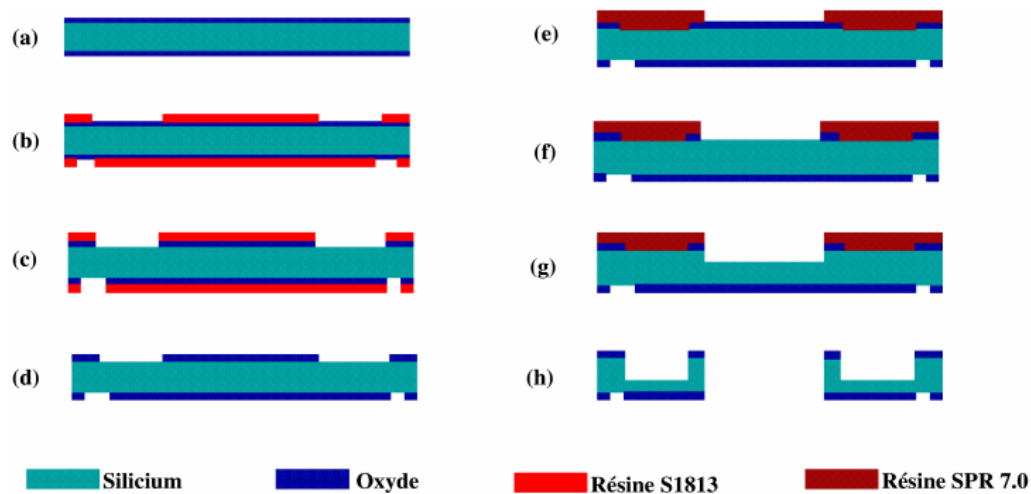 (a)
(b)
(c)
(d)
(e)
(f)
(g)
(h)
Silicium
Oxyde
Résine S1813
Résine SPR 7.0